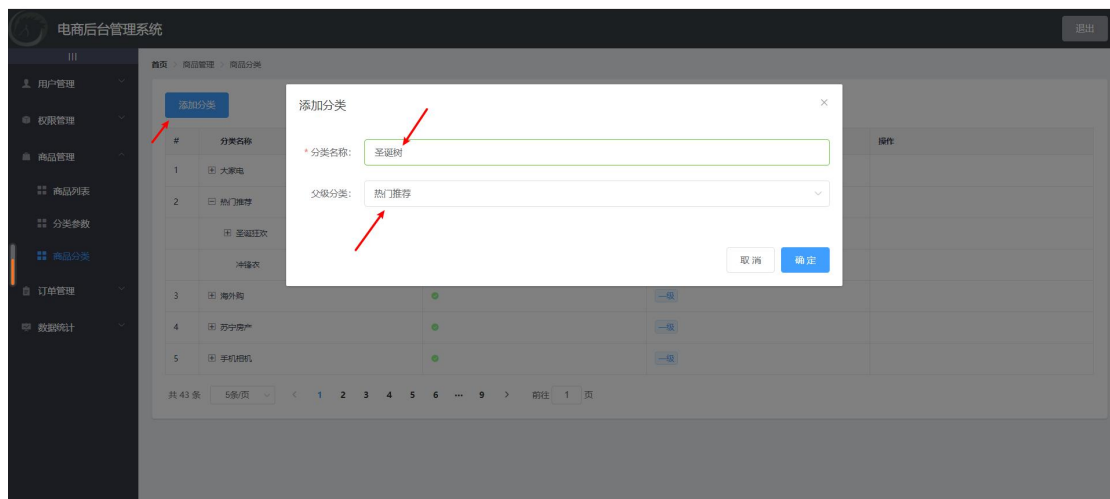 电商后台管理系统
退出
|||
首页 > 商品管理 > 商品分类
用户管理
权限管理
商品管理
商品列表
分类参数
商品分类
订单管理
数据统计
添加分类
添加分类
* 分类名称: 圣诞树
父级分类: 热门推荐
取 消 确 定
# 分类名称 操作
1 大家电
2 热门推荐
圣诞狂欢
冲锋衣
3 海外购 一级
4 苏宁房产 一级
5 手机相机 一级
共 43 条 5条/页 < 1 2 3 4 5 6 ... 9 > 前往 1 页